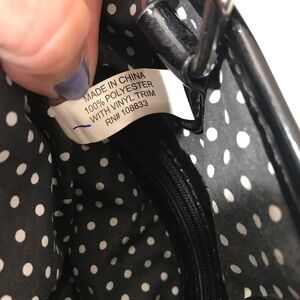 MADE IN CHINA
100% POLYESTER
WITH VINYL TRIM
RN# 108833